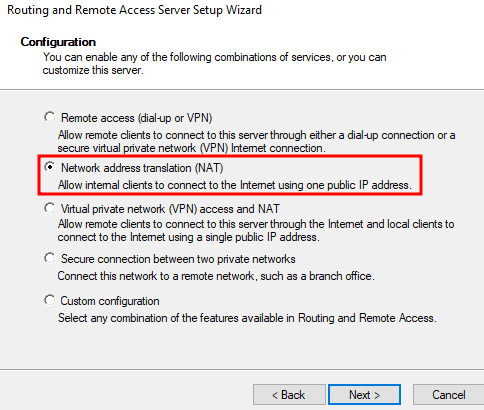 Routing and Remote Access Server Setup Wizard
Configuration
You can enable any of the following combinations of services, or you can
customize this server.
Remote access (dial-up or VPN)
Allow remote clients to connect to this server through either a dial-up connection or a
secure virtual private network (VPN) Internet connection.
Network address translation (NAT)
Allow internal clients to connect to the Internet using one public IP address.
Virtual private network (VPN) access and NAT
Allow remote clients to connect to this server through the Internet and local clients to
connect to the Internet using a single public IP address.
Secure connection between two private networks
Connect this network to a remote network, such as a branch office.
Custom configuration
Select any combination of the features available in Routing and Remote Access.
< Back Next > Cancel